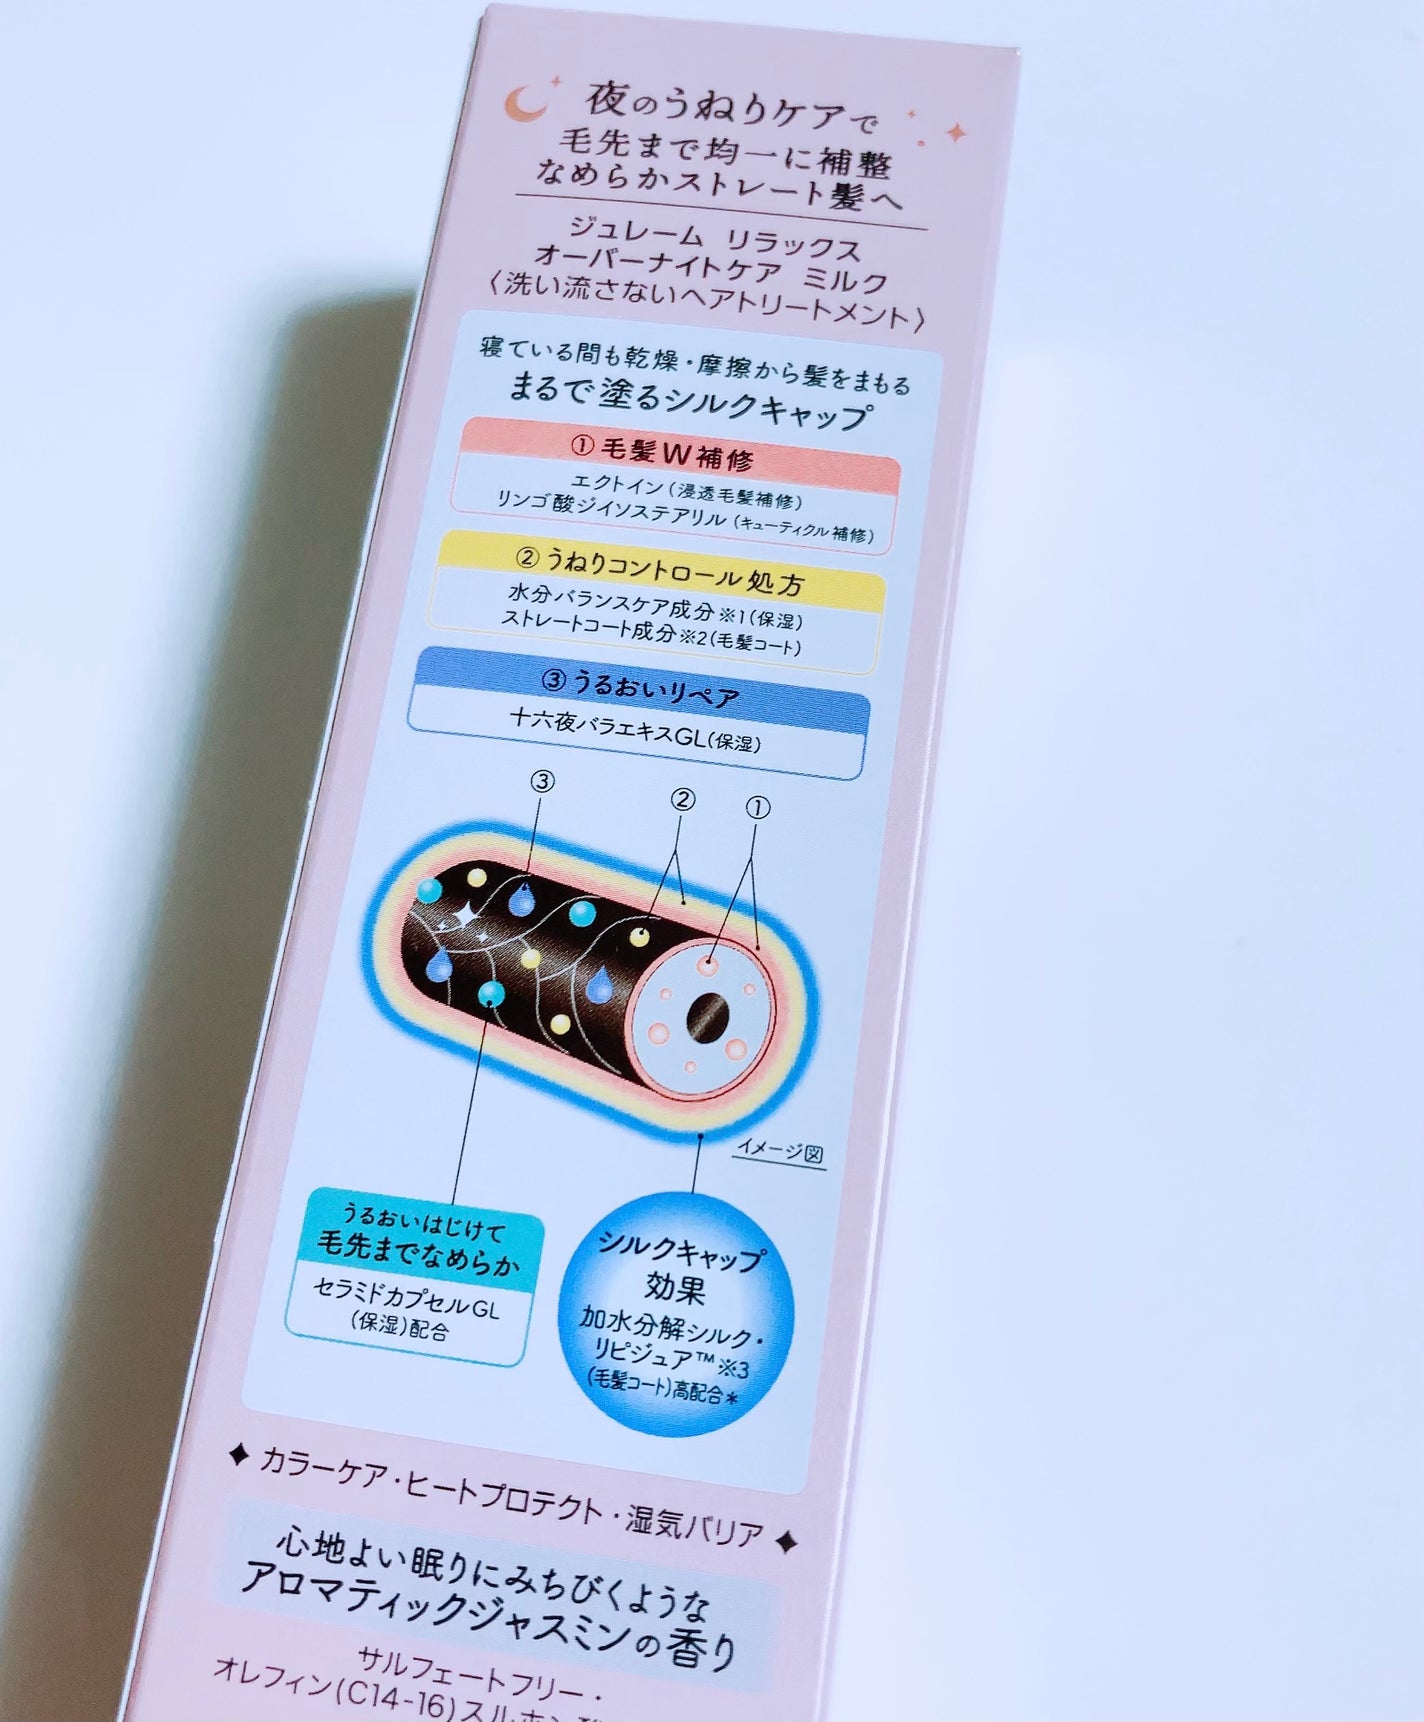 夜のうねりケアで
毛先まで均一に補整
なめらかストレート髪へ
ジュレーム リラックス
オーバーナイトケア ミルク
〈洗い流さないヘアトリートメント〉
寝ている間も乾燥・摩擦から髪をまもる
まるで塗るシルクキャップ
①毛髪W補修
エクトイン(浸透毛髪補修)
リンゴ酸ジイソステアリル(キューティクル補修)
②うねりコントロール処方
水分バランスケア成分※1(保湿)
ストレートコート成分※2(毛髪コート)
③うるおいリペア
十六夜バラエキスGL(保湿)
③ ② ①
イメージ図
うるおいはじけて
毛先までなめらか
セラミドカプセルGL
(保湿)配合
シルクキャップ
効果
加水分解シルク・
リピジュア™※3
(毛髪コート)高配合*
カラーケア・ヒートプロテクト・湿気バリア
心地よい眠りにみちびくような
アロマティックジャスミンの香り
サルフェートフリー・
オレフィン(C14-16)スルホン酸